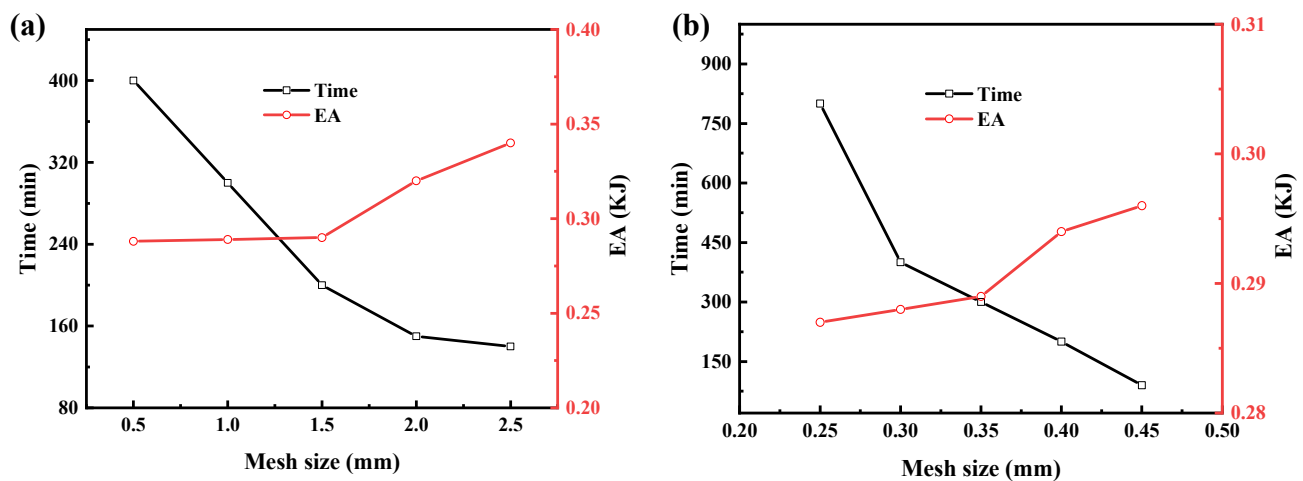 (a)
Time (min)
400
320
240
160
80
0.5 1.0 1.5 2.0 2.5
Mesh size (mm)
Time
EA
0.40
0.35
0.30
0.25
0.20
EA (KJ)
(b)
Time (min)
900
750
600
450
300
150
0.20 0.25 0.30 0.35 0.40 0.45 0.50
Mesh size (mm)
Time
EA
0.31
0.30
0.29
0.28
EA (KJ)